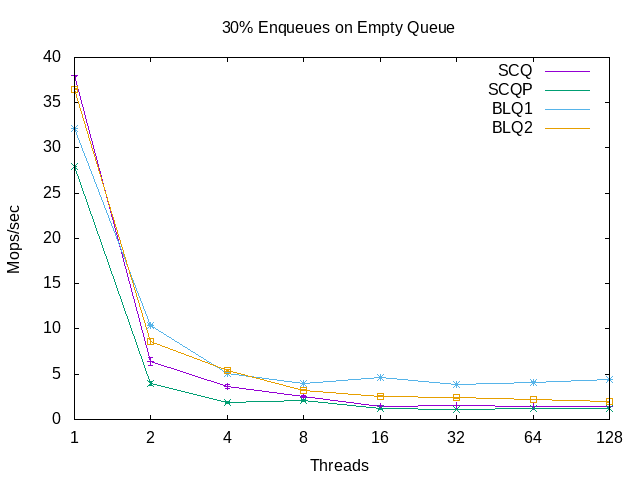 30% Enqueues on Empty Queue
40
35
30
25
20
15
10
5
0
Mops/sec
SCQ
SCQP
BLQ1
BLQ2
1 2 4 8 16 32 64 128
Threads